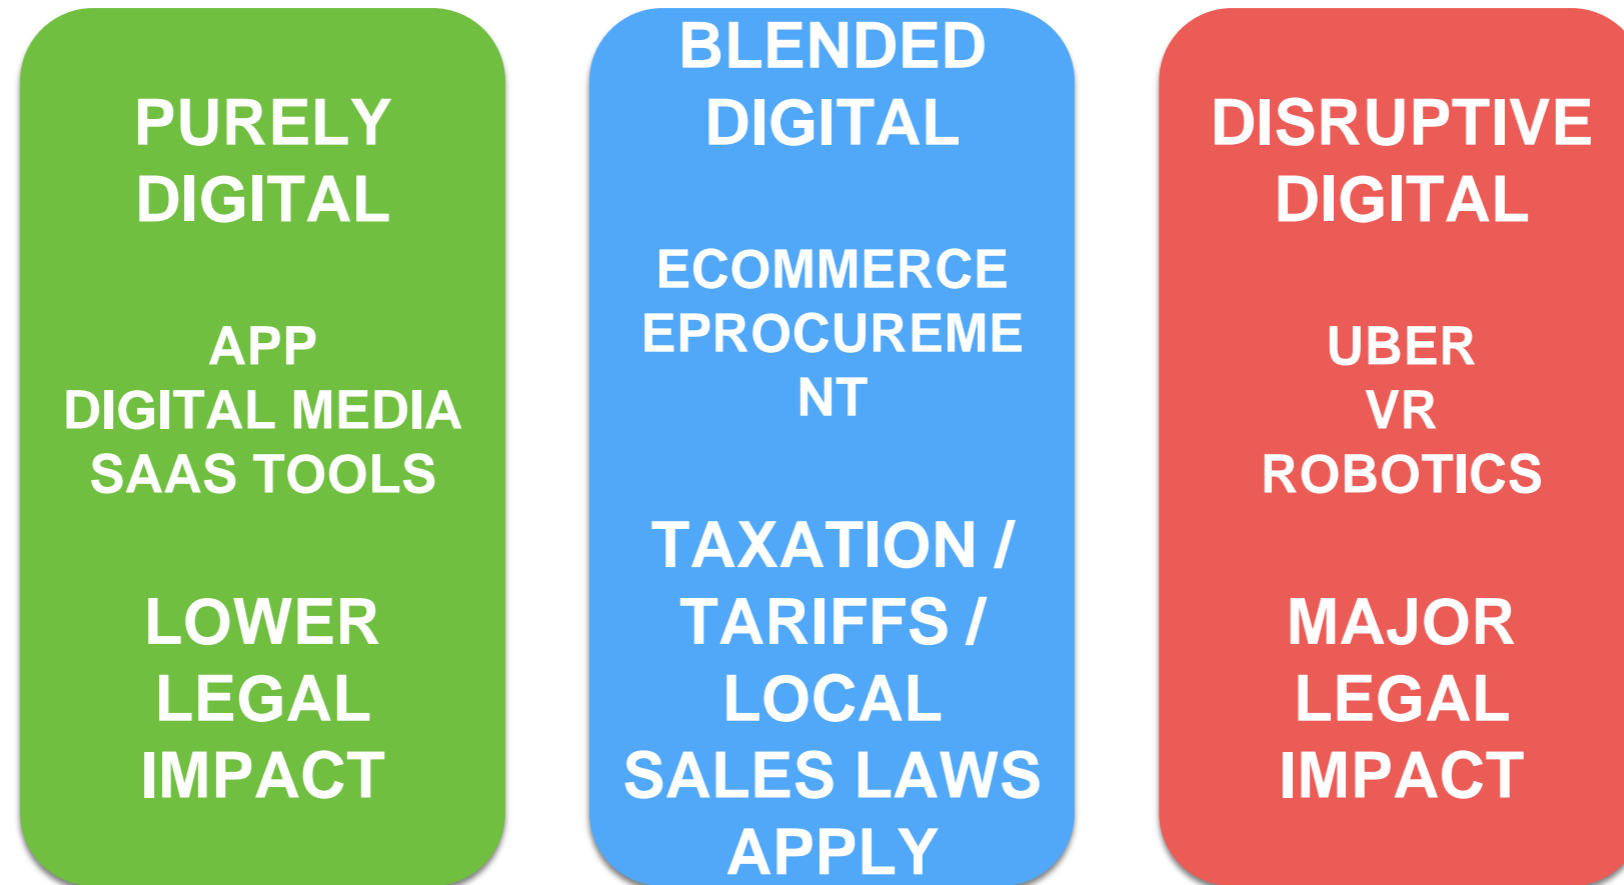 PURELY
DIGITAL
APP
DIGITAL MEDIA
SAAS TOOLS
LOWER
LEGAL
IMPACT
BLENDED
DIGITAL
ECOMMERCE
EPROCUREME
NT
TAXATION /
TARIFFS /
LOCAL
SALES LAWS
APPLY
DISRUPTIVE
DIGITAL
UBER
VR
ROBOTICS
MAJOR
LEGAL
IMPACT